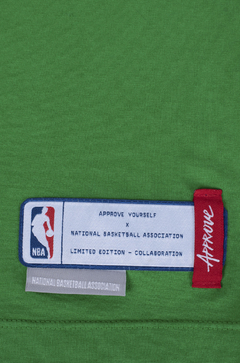 APPROVE YOURSELF
X
NATIONAL BASKETBALL ASSOCIATION
LIMITED EDITION - COLLABORATION
NBA
APPROVE
NATIONAL BASKETBALL ASSOCIATION